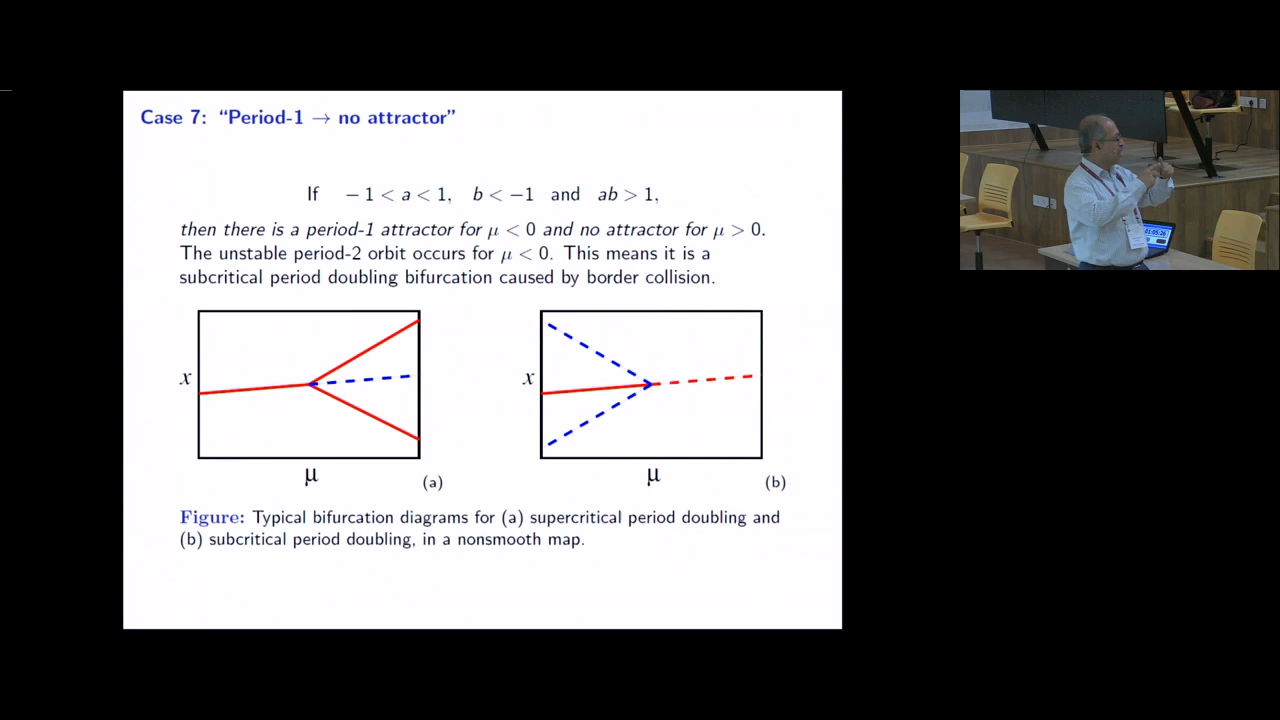 Case 7: “Period-1 → no attractor”
If −1 < a < 1, b < −1 and ab > 1,
then there is a period-1 attractor for μ < 0 and no attractor for μ > 0.
The unstable period-2 orbit occurs for μ < 0. This means it is a
subcritical period doubling bifurcation caused by border collision.
x
μ
(a)
x
μ
(b)
Figure: Typical bifurcation diagrams for (a) supercritical period doubling and
(b) subcritical period doubling, in a nonsmooth map.